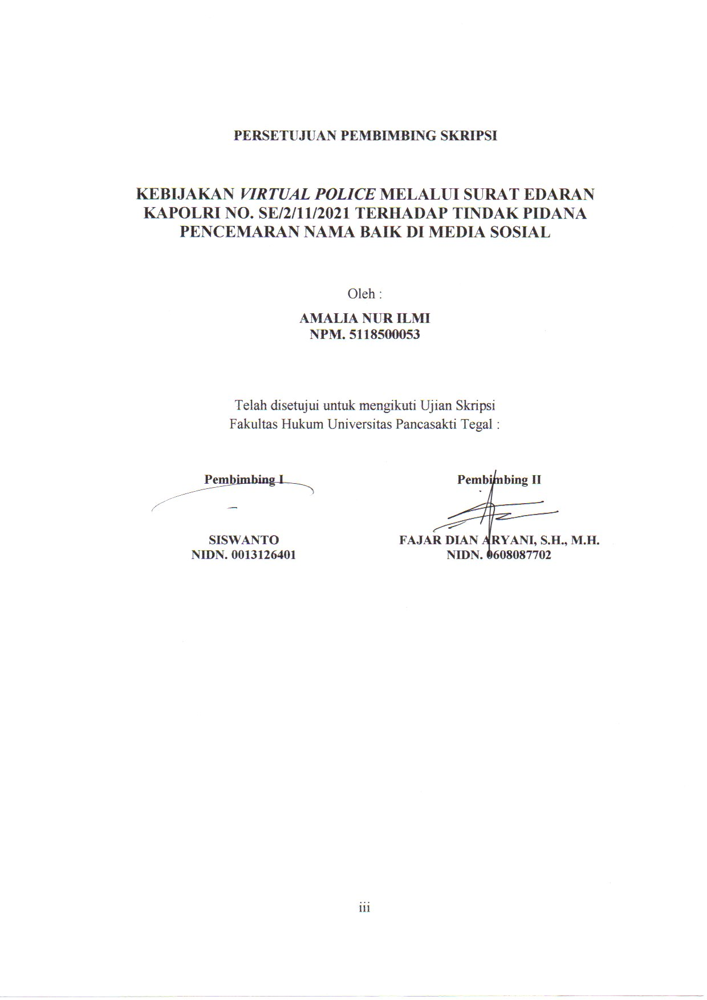 PERSETUJUAN PEMBIMBING SKRIPSI
KEBIJAKAN VIRTUAL POLICE MELALUI SURAT EDARAN
KAPOLRI NO. SE/2/11/2021 TERHADAP TINDAK PIDANA
PENCEMARAN NAMA BAIK DI MEDIA SOSIAL
Oleh :
AMALIA NUR ILMI
NPM. 5118500053
Telah disetujui untuk mengikuti Ujian Skripsi
Fakultas Hukum Universitas Pancasakti Tegal :
Pembimbing I
Pembimbing II
SISWANTO
NIDN. 0013126401
FAJAR DIAN ARYANI, S.H., M.H.
NIDN. 0608087702
iii